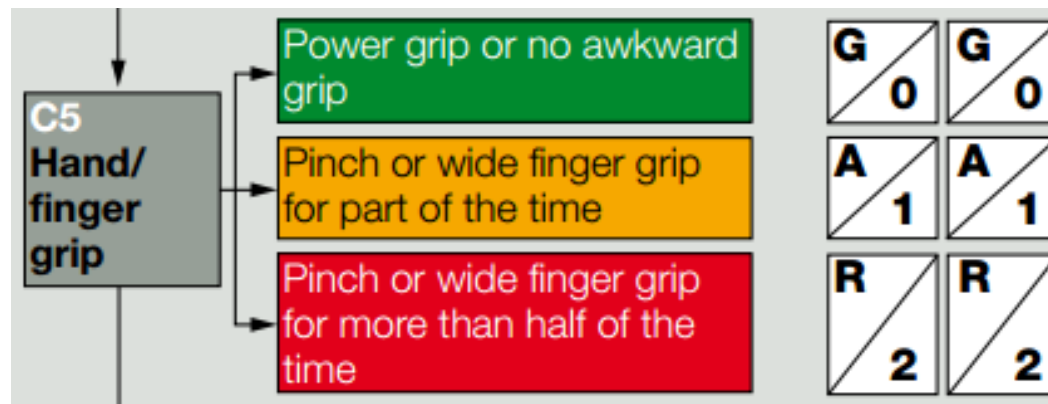 C5
Hand/
finger
grip
Power grip or no awkward
grip
G G
0 0
Pinch or wide finger grip
for part of the time
A A
1 1
Pinch or wide finger grip
for more than half of the
time
R R
2 2